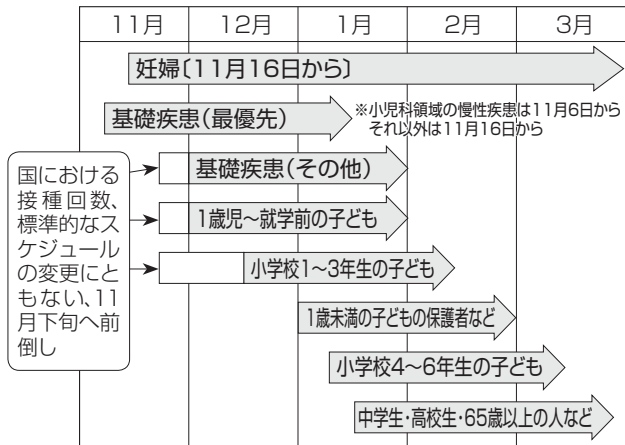 11月 12月 1月 2月 3月
妊婦〔11月16日から〕
基礎疾患(最優先)
※小児科領域の慢性疾患は11月6日から
それ以外は11月16日から
国における
接種回数、
標準的なス
ケジュール
の変更にと
もない、11
月下旬へ前
倒し
基礎疾患(その他)
1歳児〜就学前の子ども
小学校1〜3年生の子ども
1歳未満の子どもの保護者など
小学校4〜6年生の子ども
中学生・高校生・65歳以上の人など